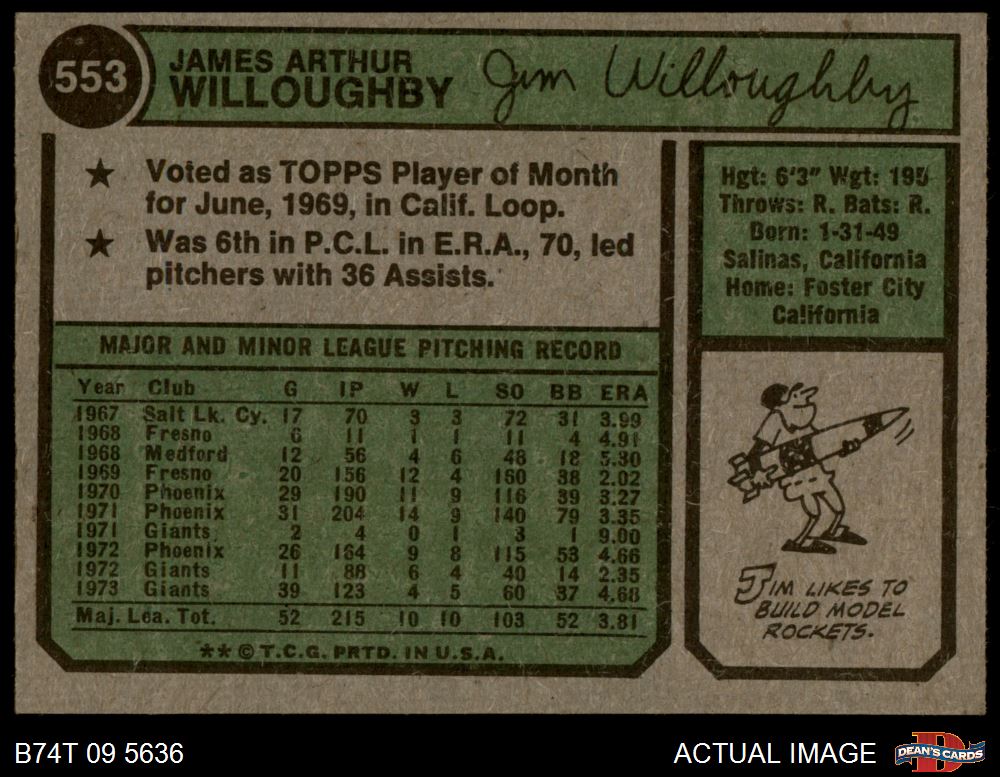 553
JAMES ARTHUR
WILLOUGHBY
Jim Willoughby
★ Voted as TOPPS Player of Month
for June, 1969, in Calif. Loop.
★ Was 6th in P.C.L. in E.R.A., 70, led
pitchers with 36 Assists.
Hgt: 6'3" Wgt: 195
Throws: R. Bats: R.
Born: 1-31-49
Salinas, California
Home: Foster City
California
MAJOR AND MINOR LEAGUE PITCHING RECORD
Year Club G IP W L SO BB ERA
1967 Salt Lk. Cy. 17 70 3 3 72 31 3.99
1968 Fresno 6 11 1 1 11 4 4.91
1968 Medford 12 56 4 6 48 18 5.30
1969 Fresno 20 156 12 4 160 38 2.02
1970 Phoenix 29 190 11 9 116 39 3.27
1971 Phoenix 31 204 14 9 140 79 3.35
1971 Giants 2 4 0 1 3 1 9.00
1972 Phoenix 26 164 9 8 115 53 4.66
1972 Giants 11 88 6 4 40 14 2.35
1973 Giants 39 123 4 5 60 37 4.68
Maj. Lea. Tot. 52 215 10 10 103 52 3.81
**© T.C.G. PRTD. IN U.S.A.
JIM LIKES TO
BUILD MODEL
ROCKETS.
B74T 09 5636
ACTUAL IMAGE
DEAN'S CARDS